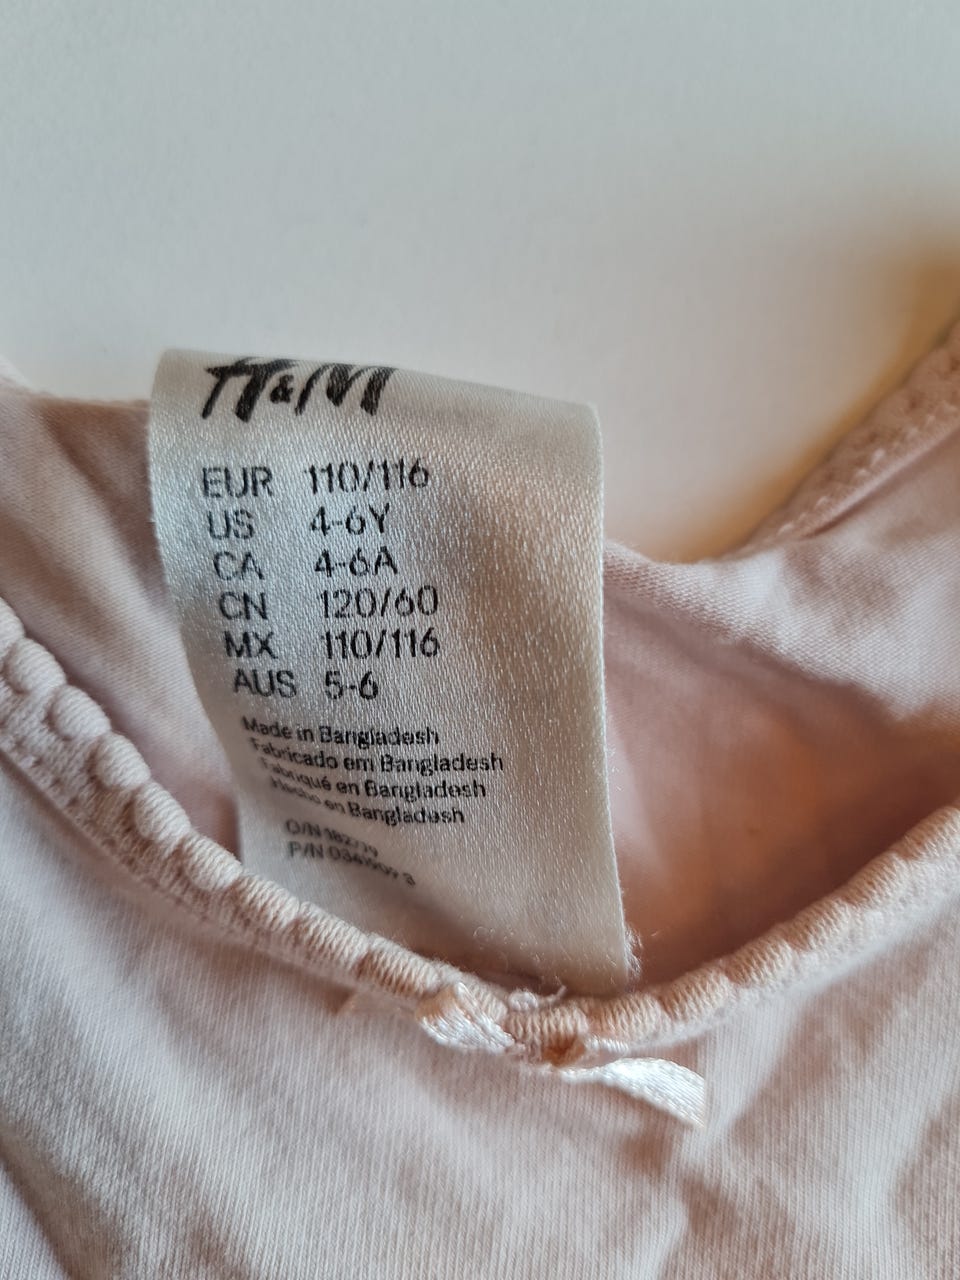 H&M
EUR 110/116
US 4-6Y
CA 4-6A
CN 120/60
MX 110/116
AUS 5-6
Made in Bangladesh
Fabricado em Bangladesh
Fabriqué en Bangladesh
Hecho en Bangladesh
O/N
P/N